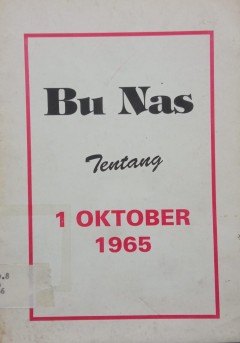 Bu Nas
Tentang
1 OKTOBER
1965